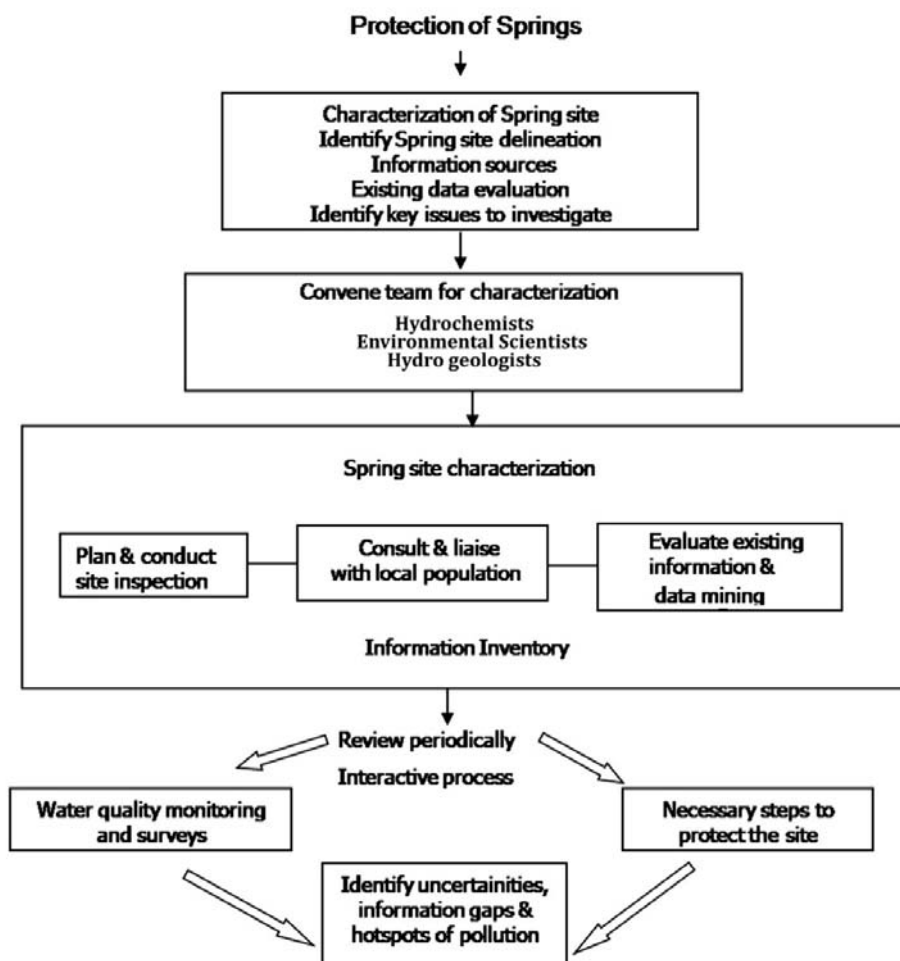 Protection of Springs
Characterization of Spring site
Identify Spring site delineation
Information sources
Existing data evaluation
Identify key issues to investigate
Convene team for characterization
Hydrochemists
Environmental Scientists
Hydro geologists
Spring site characterization
Plan & conduct
site inspection
Consult & liaise
with local population
Evaluate existing
information &
data mining
Information Inventory
Review periodically
Interactive process
Water quality monitoring
and surveys
Necessary steps to
protect the site
Identify uncertainities,
information gaps &
hotspots of pollution